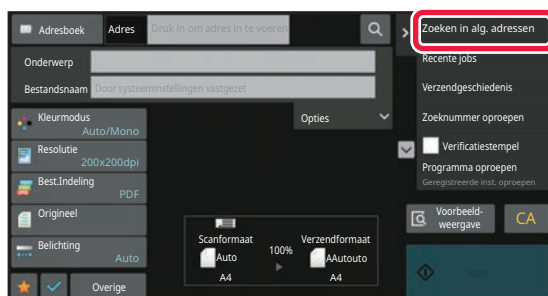 Adresboek
Adres
Druk in om adres in te voeren
Zoeken in alg. adressen
Onderwerp
Recente jobs
Bestandsnaam
Door systeeminstellingen vastgezet
Verzendgeschiedenis
Kleurmodus
Auto/Mono
Opties
Zoeknummer oproepen
Resolutie
200x200dpi
Verificatiestempel
Best.Indeling
PDF
Programma oproepen
Geregistreerde inst. oproepen
Origineel
Voorbeeld-
weergave
CA
Belichting
Auto
Scanformaat
Auto
A4
100%
Verzendformaat
AAutouto
A4
Overige
Start